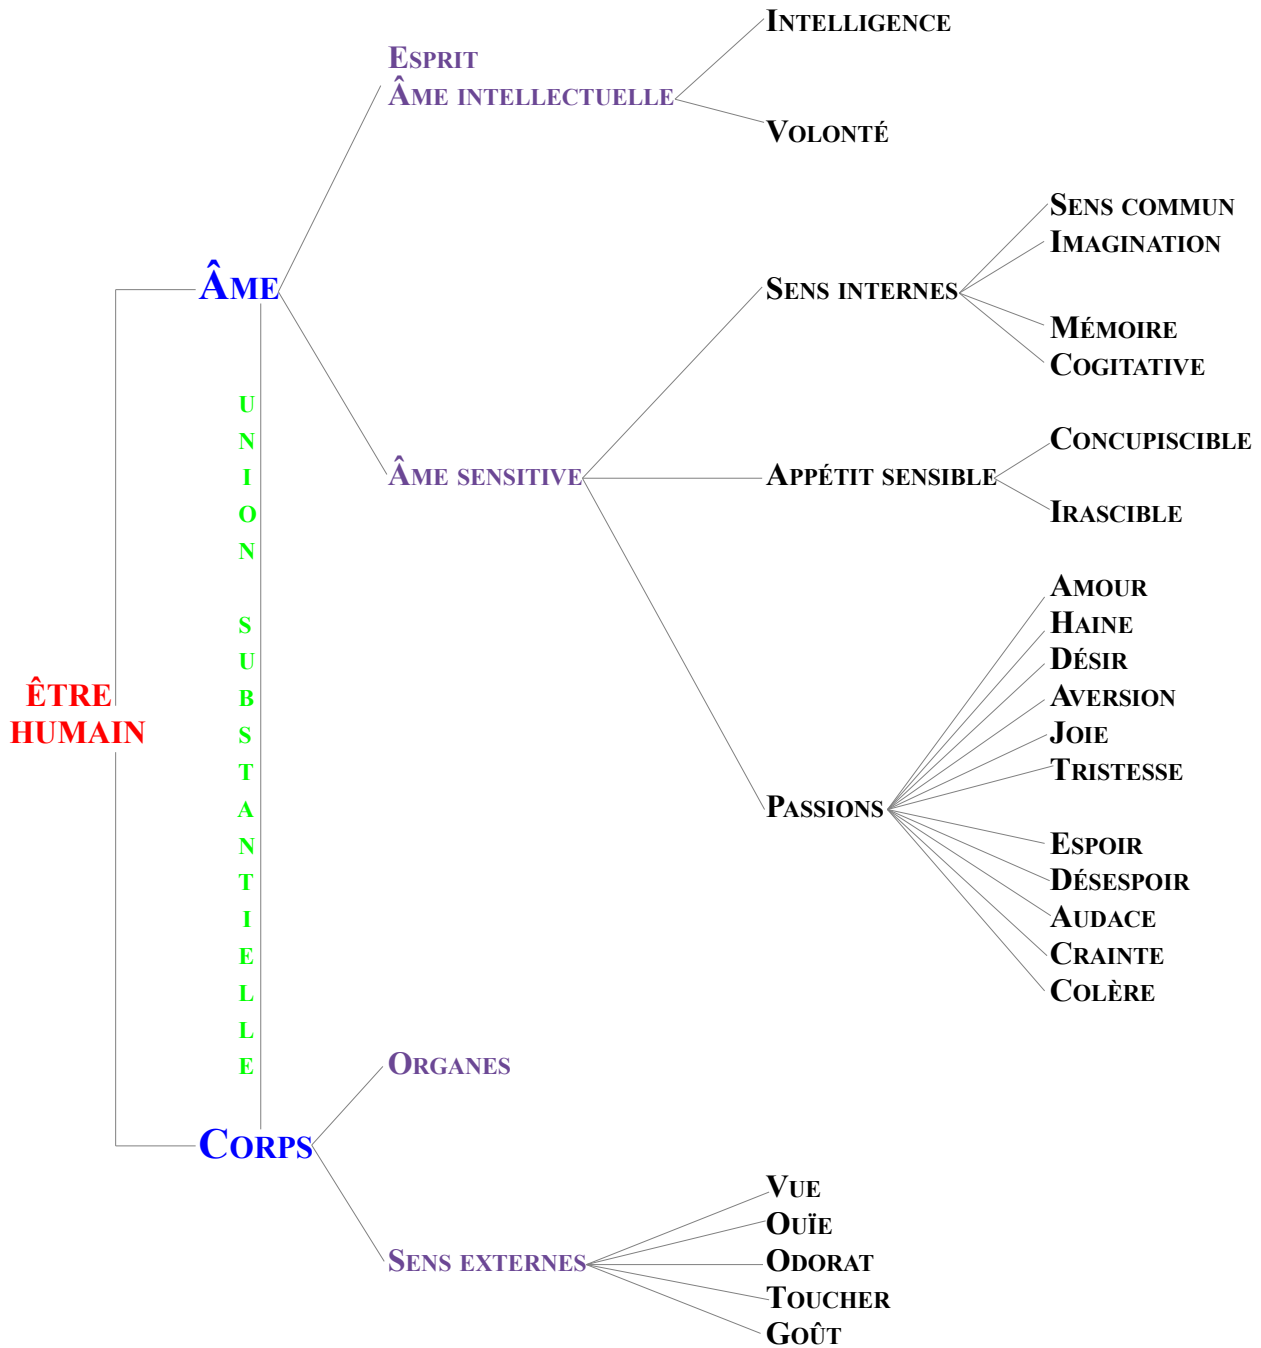 INTELLIGENCE
ESPRIT
ÂME INTELLECTUELLE
VOLONTÉ
SENS COMMUN
IMAGINATION
ÂME
SENS INTERNES
MÉMOIRE
COGITATIVE
UNION SUBSTANTIELLE
CONCUPISCIBLE
ÂME SENSITIVE
APPÉTIT SENSIBLE
IRASCIBLE
AMOUR
HAINE
DÉSIR
AVERSION
JOIE
TRISTESSE
ÊTRE
HUMAIN
PASSIONS
ESPOIR
DÉSESPOIR
AUDACE
CRAINTE
COLÈRE
ORGANES
CORPS
VUE
OUÏE
SENS EXTERNES
ODORAT
TOUCHER
GOÛT